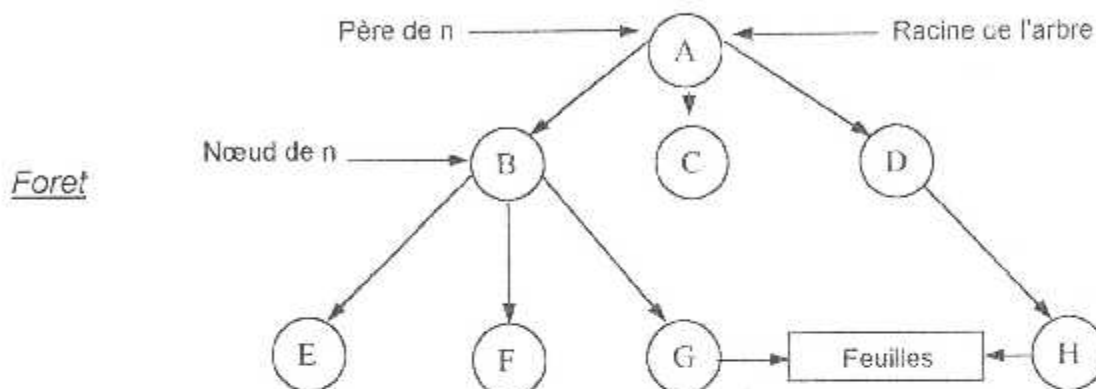 Père de n
A
Racine de l'arbre
Nœud de n
B
C
D
Foret
E
F
G
Feuilles
H